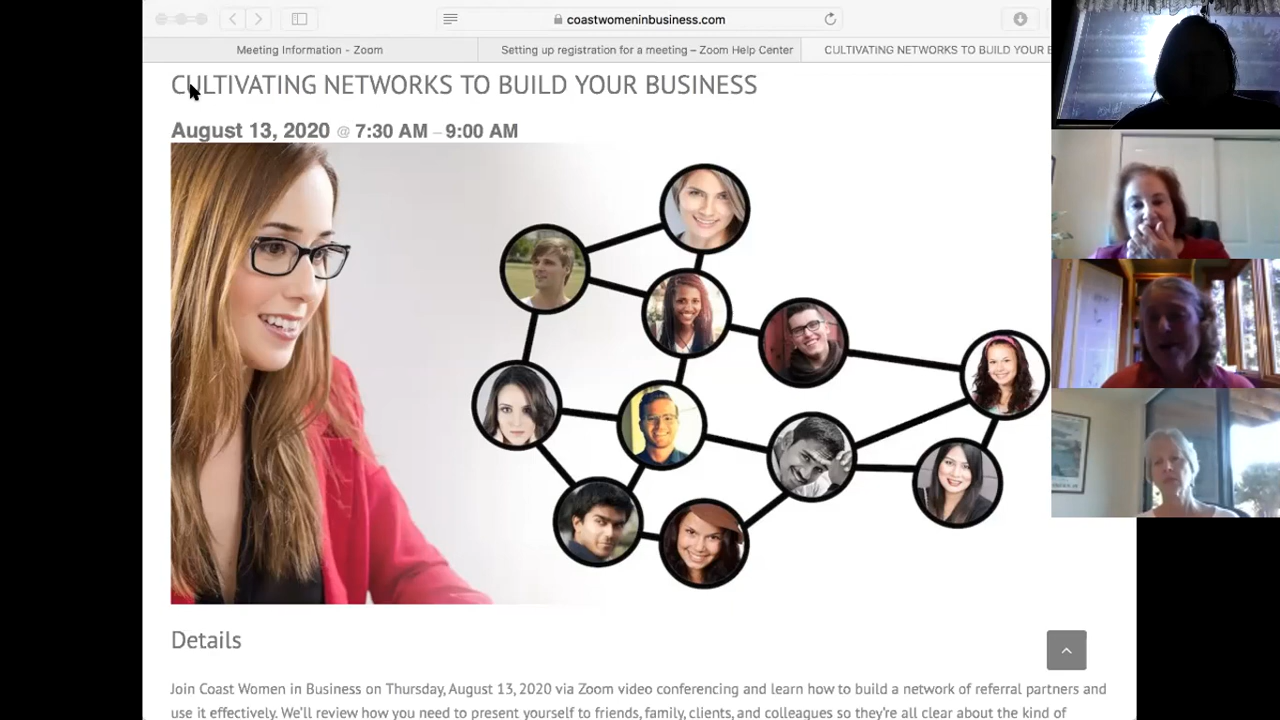 coastwomeninbusiness.com
Meeting Information - Zoom
Setting up registration for a meeting – Zoom Help Center
CULTIVATING NETWORKS TO BUILD YOUR B
CULTIVATING NETWORKS TO BUILD YOUR BUSINESS
August 13, 2020 @ 7:30 AM – 9:00 AM
Details
Join Coast Women in Business on Thursday, August 13, 2020 via Zoom video conferencing and learn how to build a network of referral partners and
use it effectively. We'll review how you need to present yourself to friends, family, clients, and colleagues so they're all clear about the kind of